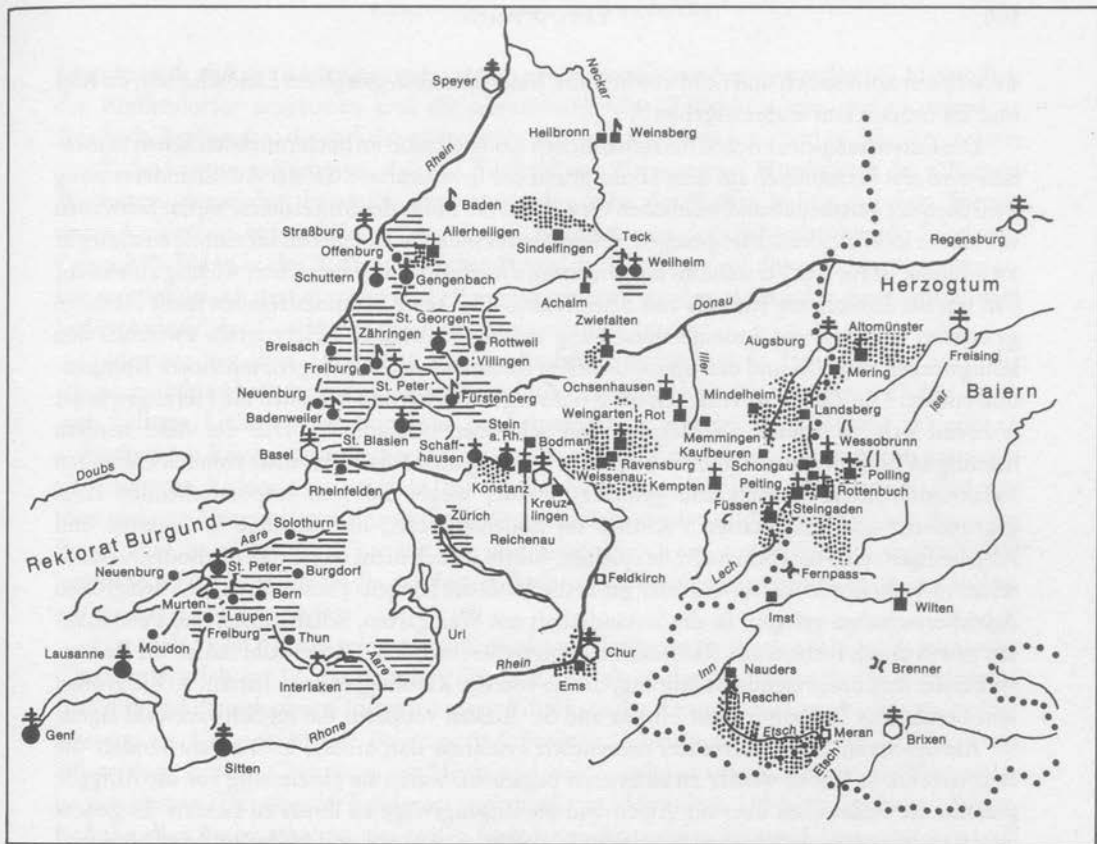 Speyer
Neckar
Heilbronn
Weinsberg
Rhein
Baden
Straßburg
Allerheiligen
Sindelfingen
Teck
Regensburg
Offenburg
Weilheim
Schuttern
Gengenbach
Achalm
Donau
Herzogtum
St. Georgen
Zwiefalten
Augsburg
Altomünster
Zähringen
Rottweil
Freising
Breisach
Villingen
Iller
Mering
Freiburg
St. Peter
Ochsenhausen
Isar
Baiern
Neuenburg
Fürstenberg
Mindelheim
Landsberg
Badenweiler
Weingarten
Rot
St. Blasien
Stein
a. Rh.
Bodman
Memmingen
Wessobrunn
Basel
Schaff-
hausen
Kaufbeuren
Ravensburg
Schongau
Polling
Doubs
Weissenau
Kempten
Peiting
Rottenbuch
Konstanz
Rheinfelden
Kreuz-
lingen
Füssen
Steingaden
Zürich
Solothurn
Reichenau
Rektorat Burgund
Aare
St. Peter
Neuenburg
Burgdorf
Feldkirch
Lech
Fernpass
Murten
Bern
Imst
Wilten
Laupen
Freiburg
Uri
Moudon
Thun
Chur
Inn
Nauders
Brenner
Lausanne
Aare
Rhein
Interlaken
Ems
Reschen
Rhone
Etsch
Meran
Genf
Etsch
Brixen
Sitten